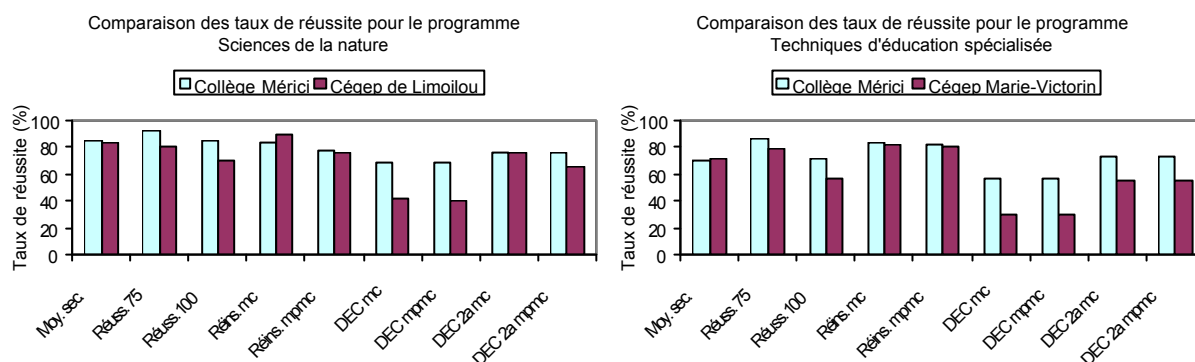 Comparaison des taux de réussite pour le programme
Sciences de la nature
Collège Mérici Cégep de Limoilou
Taux de réussite (%)
100
80
60
40
20
0
Moy. sec.
Réuss. 75
Réuss. 100
Réins. mc
Réins. mpmc
DEC mc
DEC mpmc
DEC 2a mc
DEC 2a mpmc
Comparaison des taux de réussite pour le programme
Techniques d'éducation spécialisée
Collège Mérici Cégep Marie-Victorin
Taux de réussite (%)
100
80
60
40
20
0
Moy. sec.
Réuss. 75
Réuss. 100
Réins. mc
Réins. mpmc
DEC mc
DEC mpmc
DEC 2a mc
DEC 2a mpmc